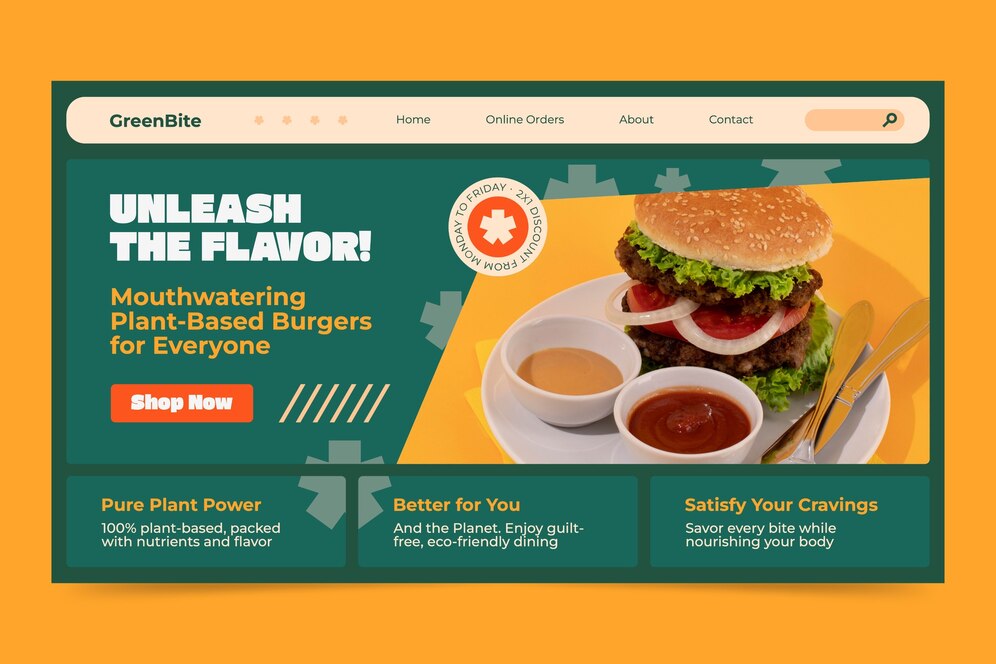 GreenBite
Home
Online Orders
About
Contact
UNLEASH
THE FLAVOR!
2X1 DISCOUNT FROM MONDAY TO FRIDAY ·
Mouthwatering
Plant-Based Burgers
for Everyone
Shop Now
Pure Plant Power
100% plant-based, packed
with nutrients and flavor
Better for You
And the Planet. Enjoy guilt-
free, eco-friendly dining
Satisfy Your Cravings
Savor every bite while
nourishing your body